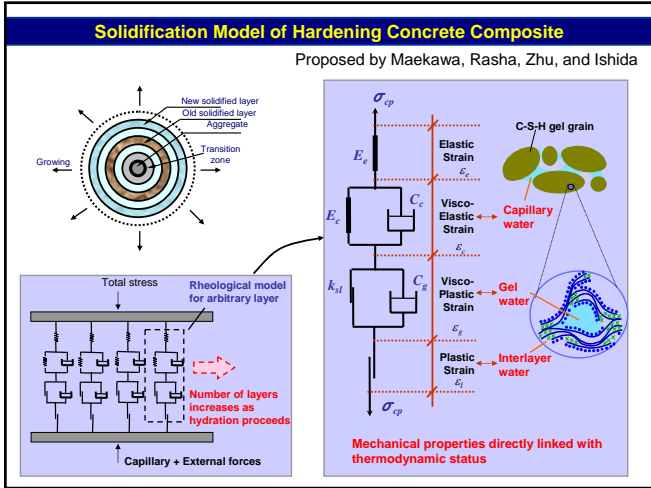 Solidification Model of Hardening Concrete Composite
Proposed by Maekawa, Rasha, Zhu, and Ishida
New solidified layer
Old solidified layer
Aggregate
Transition
zone
Growing
Total stress
Rheological model
for arbitrary layer
Number of layers
increases as
hydration proceeds
Capillary + External forces
σcp
Ee
Elastic
Strain
εe
Ec
Cc
Visco-
Elastic
Strain
εc
ksl
Cg
Visco-
Plastic
Strain
εg
Plastic
Strain
εl
σcp
C-S-H gel grain
Capillary
water
Gel
water
Interlayer
water
Mechanical properties directly linked with
thermodynamic status